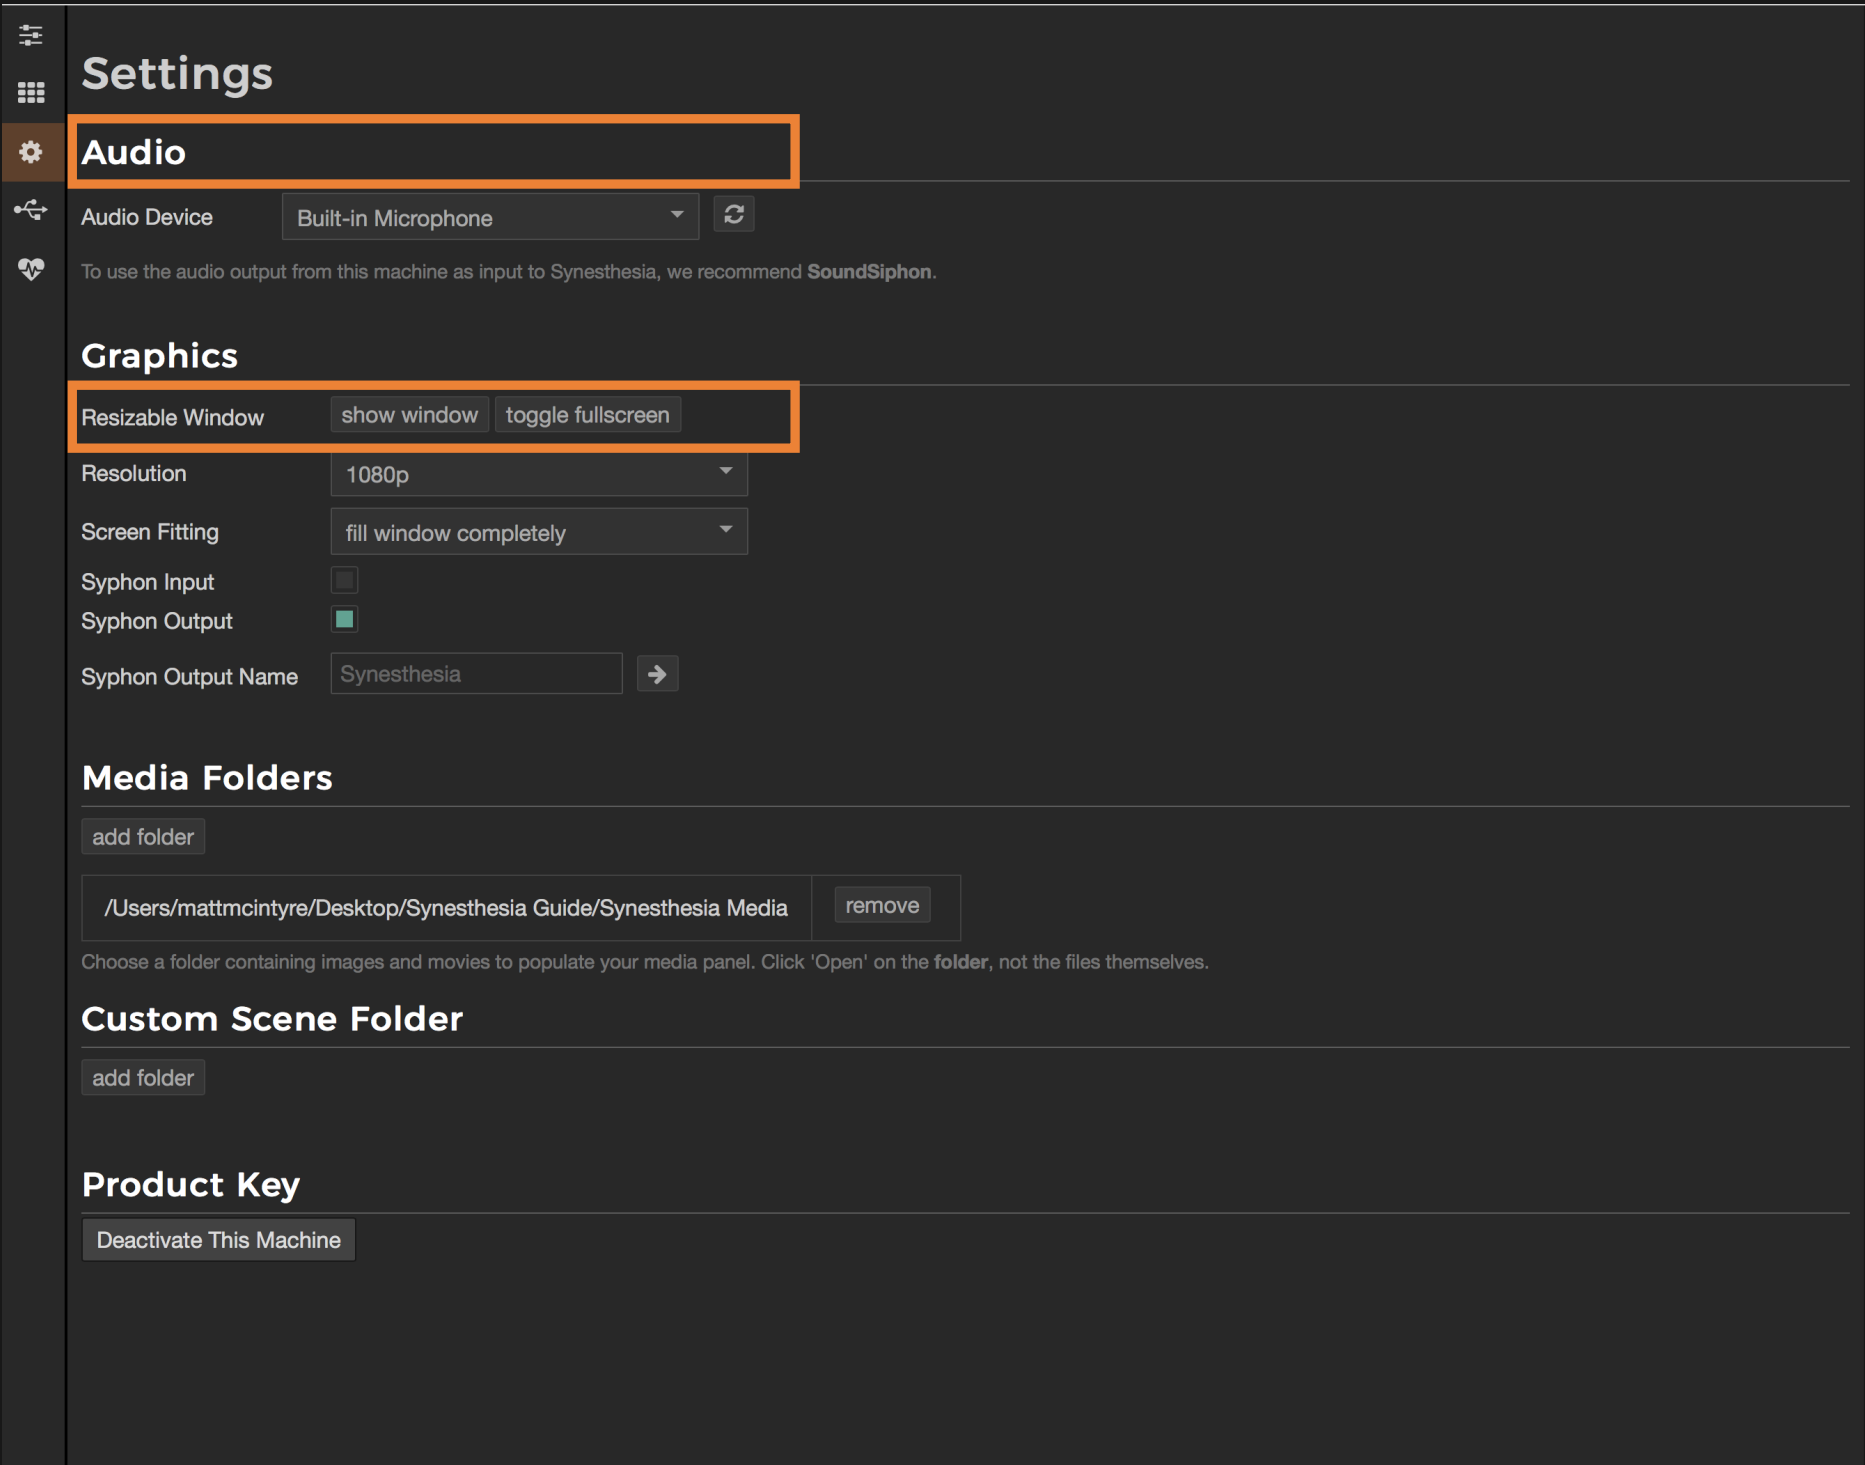 Settings
Audio
Audio Device Built-in Microphone
To use the audio output from this machine as input to Synesthesia, we recommend SoundSiphon.
Graphics
Resizable Window show window toggle fullscreen
Resolution 1080p
Screen Fitting fill window completely
Syphon Input
Syphon Output
Syphon Output Name Synesthesia
Media Folders
add folder
/Users/mattmcintyre/Desktop/Synesthesia Guide/Synesthesia Media remove
Choose a folder containing images and movies to populate your media panel. Click 'Open' on the folder, not the files themselves.
Custom Scene Folder
add folder
Product Key
Deactivate This Machine